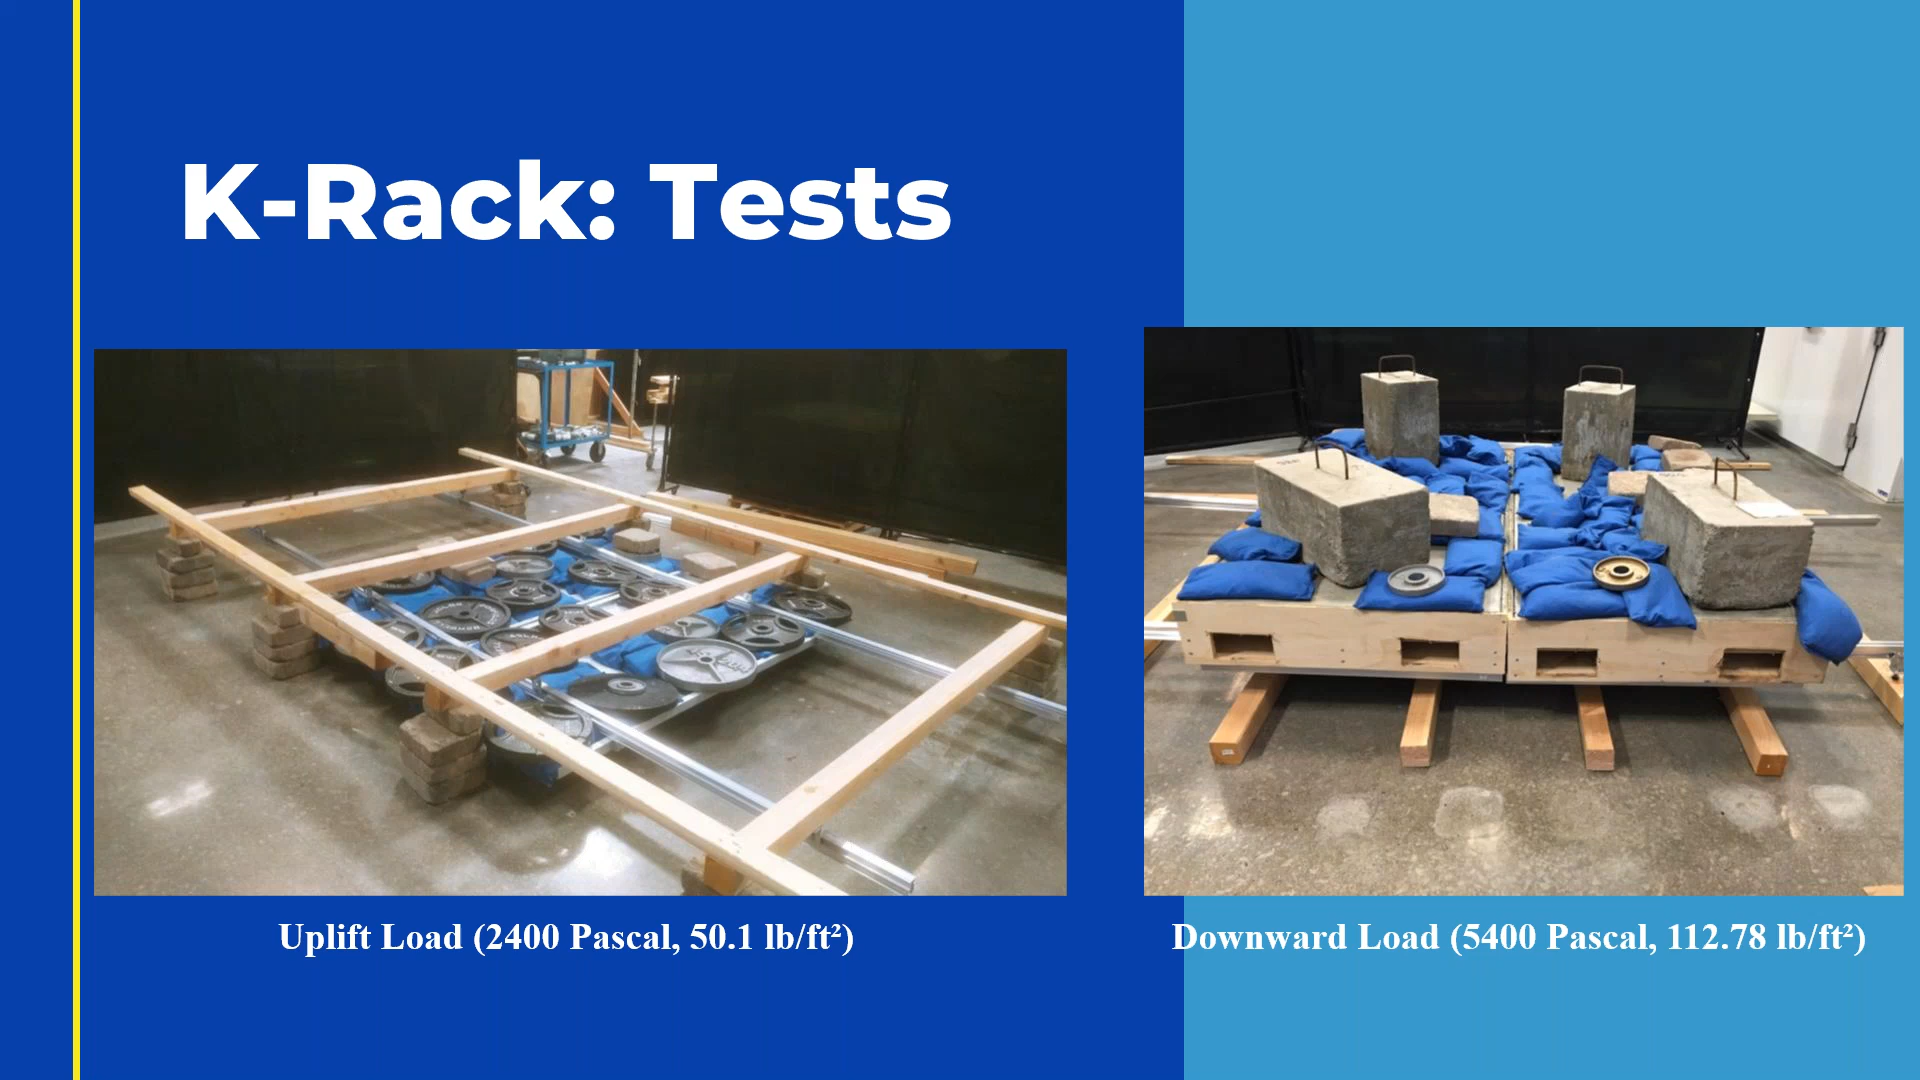 K-Rack: Tests
Uplift Load (2400 Pascal, 50.1 lb/ft²)
Downward Load (5400 Pascal, 112.78 lb/ft²)